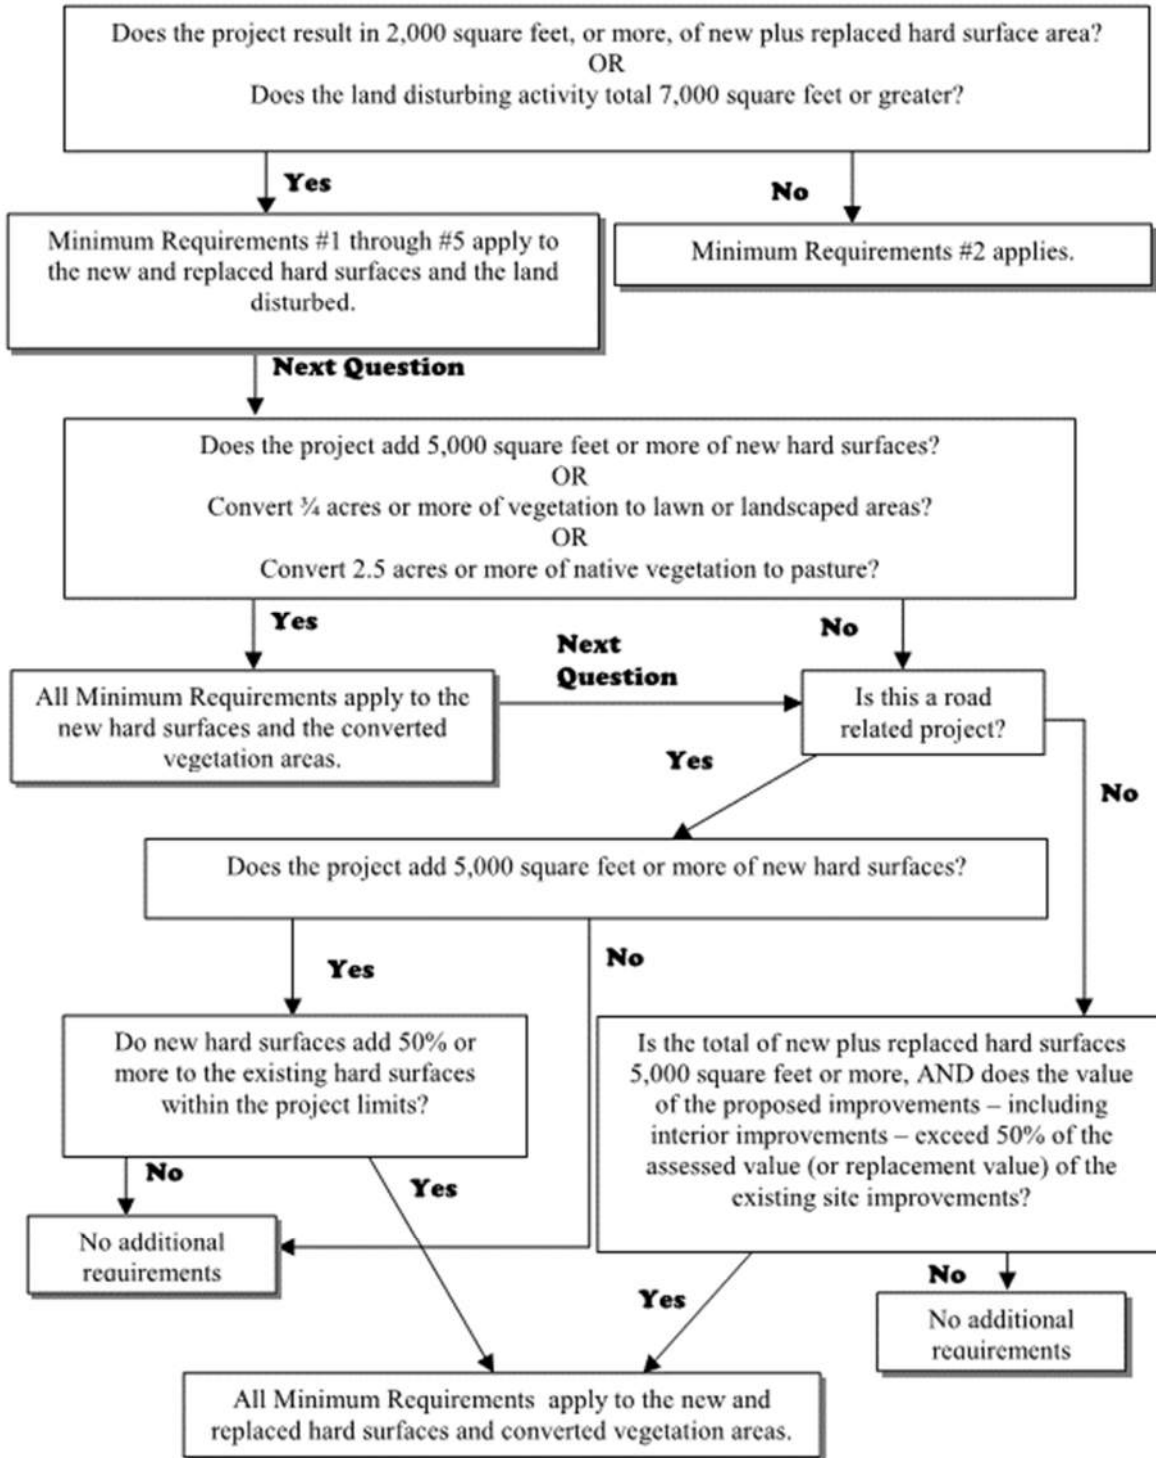 Does the project result in 2,000 square feet, or more, of new plus replaced hard surface area?
OR
Does the land disturbing activity total 7,000 square feet or greater?
Yes
No
Minimum Requirements #1 through #5 apply to
the new and replaced hard surfaces and the land
disturbed.
Minimum Requirements #2 applies.
Next Question
Does the project add 5,000 square feet or more of new hard surfaces?
OR
Convert ¾ acres or more of vegetation to lawn or landscaped areas?
OR
Convert 2.5 acres or more of native vegetation to pasture?
Yes
No
Next
Question
All Minimum Requirements apply to the
new hard surfaces and the converted
vegetation areas.
Is this a road
related project?
Yes
No
Does the project add 5,000 square feet or more of new hard surfaces?
Yes
No
Do new hard surfaces add 50% or
more to the existing hard surfaces
within the project limits?
Is the total of new plus replaced hard surfaces
5,000 square feet or more, AND does the value
of the proposed improvements – including
interior improvements – exceed 50% of the
assessed value (or replacement value) of the
existing site improvements?
No
Yes
No additional
requirements
Yes
No
No additional
requirements
All Minimum Requirements apply to the new and
replaced hard surfaces and converted vegetation areas.